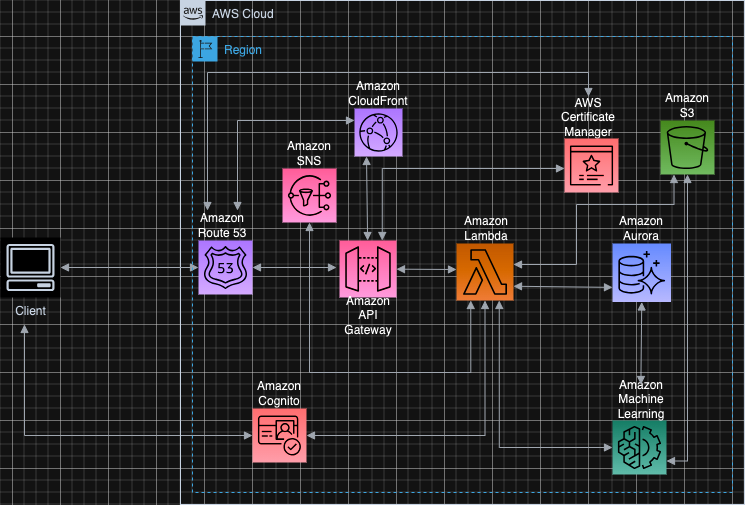 aws
AWS Cloud
Region
Amazon
CloudFront
AWS
Certificate
Manager
Amazon
S3
Amazon
SNS
Amazon
Route 53
53
Amazon
API
Gateway
Amazon
Lambda
Amazon
Aurora
Client
Amazon
Cognito
Amazon
Machine
Learning